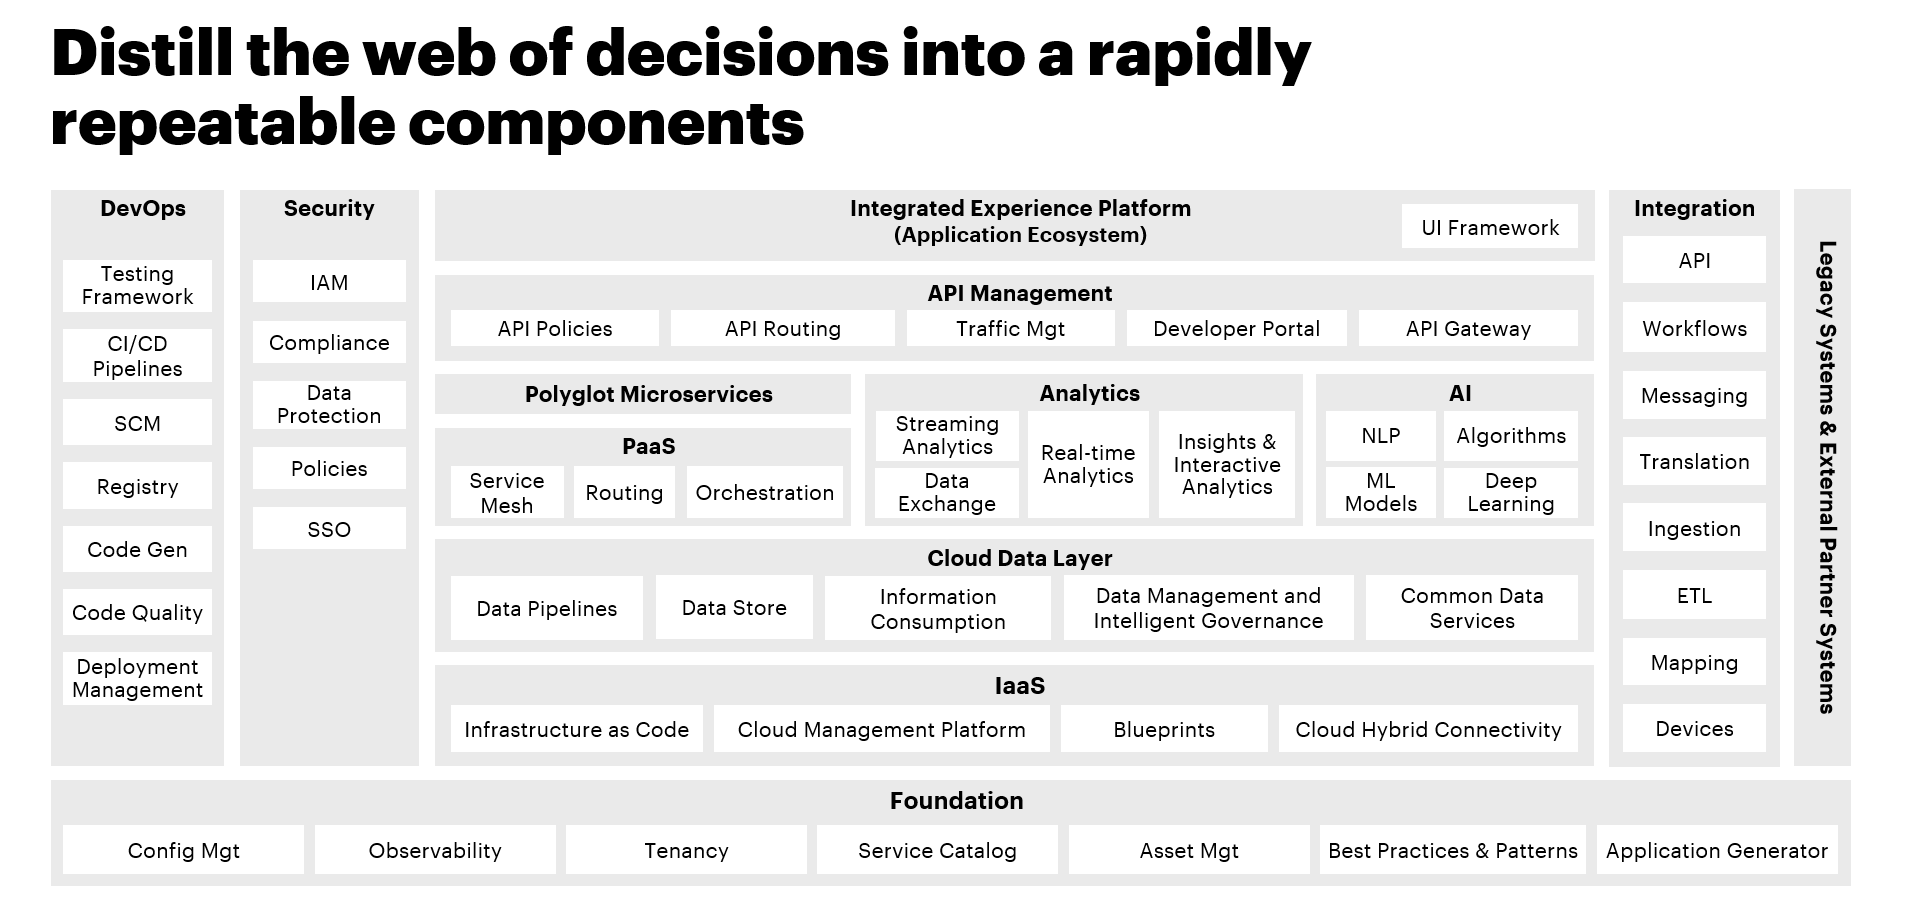 Distill the web of decisions into a rapidly
repeatable components
DevOps
Testing
Framework
CI/CD
Pipelines
SCM
Registry
Code Gen
Code Quality
Deployment
Management
Security
IAM
Compliance
Data
Protection
Policies
SSO
Integrated Experience Platform
(Application Ecosystem)
UI Framework
API Management
API Policies
API Routing
Traffic Mgt
Developer Portal
API Gateway
Polyglot Microservices
PaaS
Service
Mesh
Routing
Orchestration
Analytics
Streaming
Analytics
Data
Exchange
Real-time
Analytics
Insights &
Interactive
Analytics
AI
NLP
Algorithms
ML
Models
Deep
Learning
Cloud Data Layer
Data Pipelines
Data Store
Information
Consumption
Data Management and
Intelligent Governance
Common Data
Services
IaaS
Infrastructure as Code
Cloud Management Platform
Blueprints
Cloud Hybrid Connectivity
Integration
API
Workflows
Messaging
Translation
Ingestion
ETL
Mapping
Devices
Legacy Systems & External Partner Systems
Foundation
Config Mgt
Observability
Tenancy
Service Catalog
Asset Mgt
Best Practices & Patterns
Application Generator